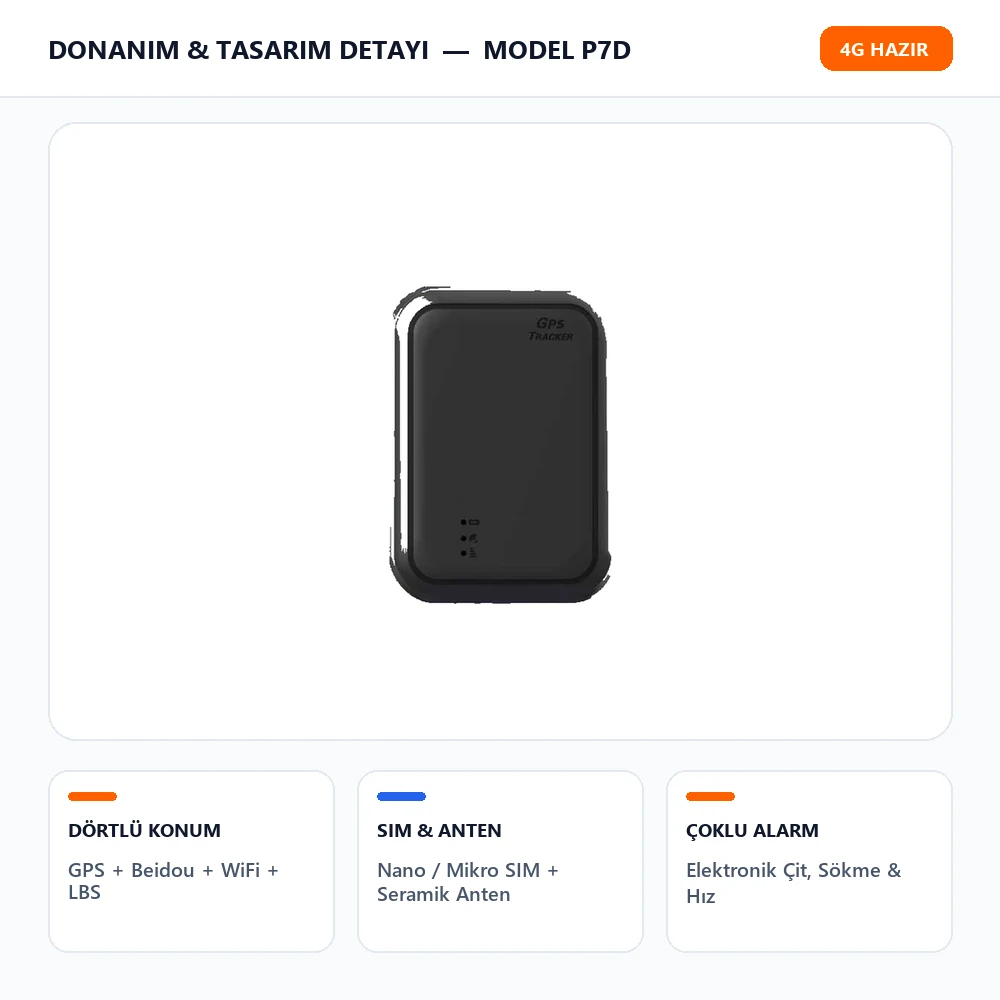 DONANIM & TASARIM DETAYI — MODEL P7D
4G HAZIR
GPS
TRACKER
DÖRTLÜ KONUM
GPS + Beidou + WiFi +
LBS
SIM & ANTEN
Nano / Mikro SIM +
Seramik Anten
ÇOKLU ALARM
Elektronik Çit, Sökme &
Hız